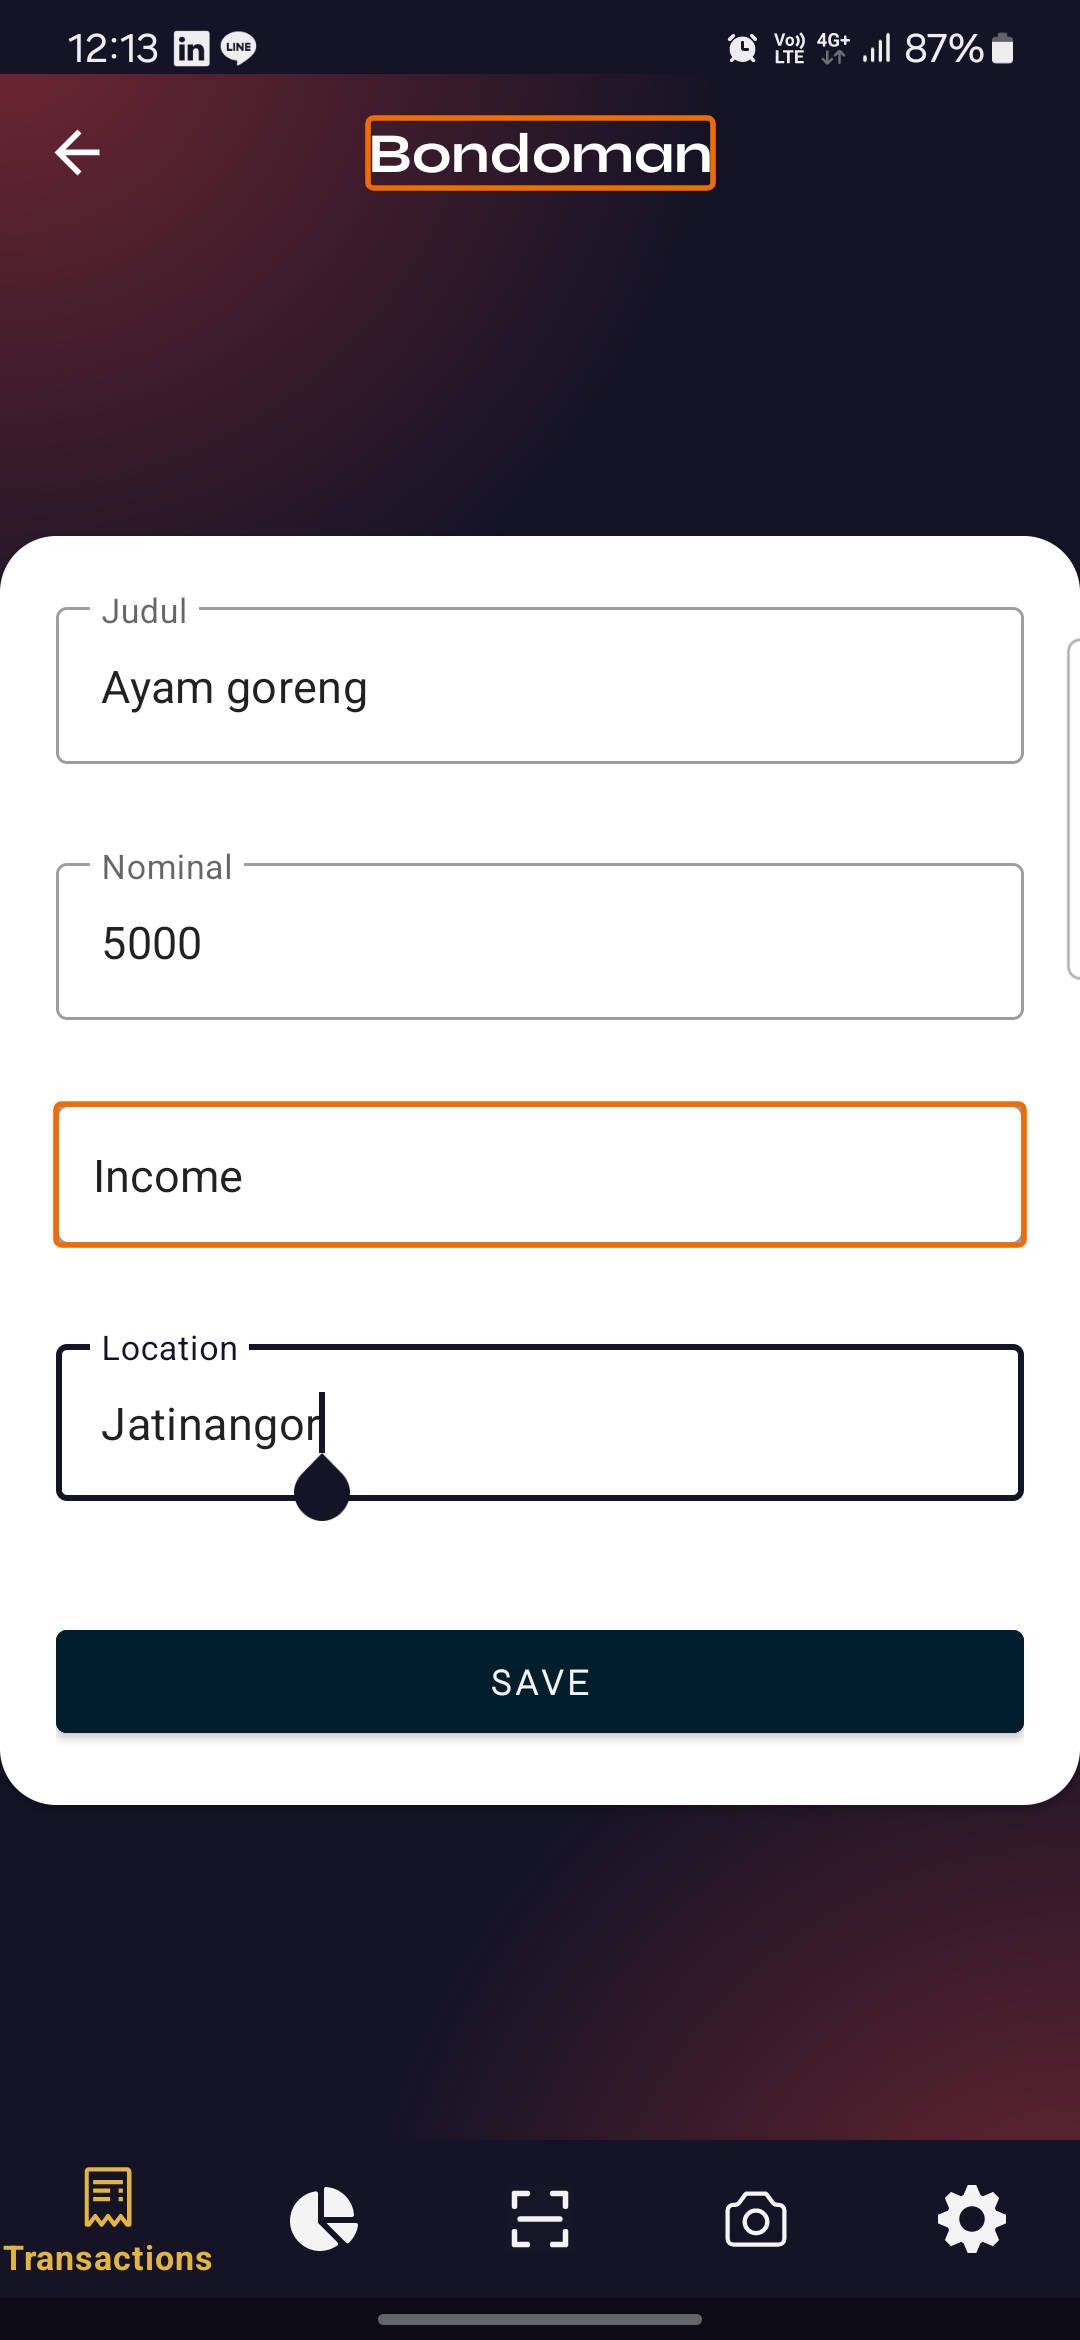 12:13 in LINE Vo)) LTE 4G+ 87%
Bondoman
Judul
Ayam goreng
Nominal
5000
Income
Location
Jatinangor
SAVE
Transactions